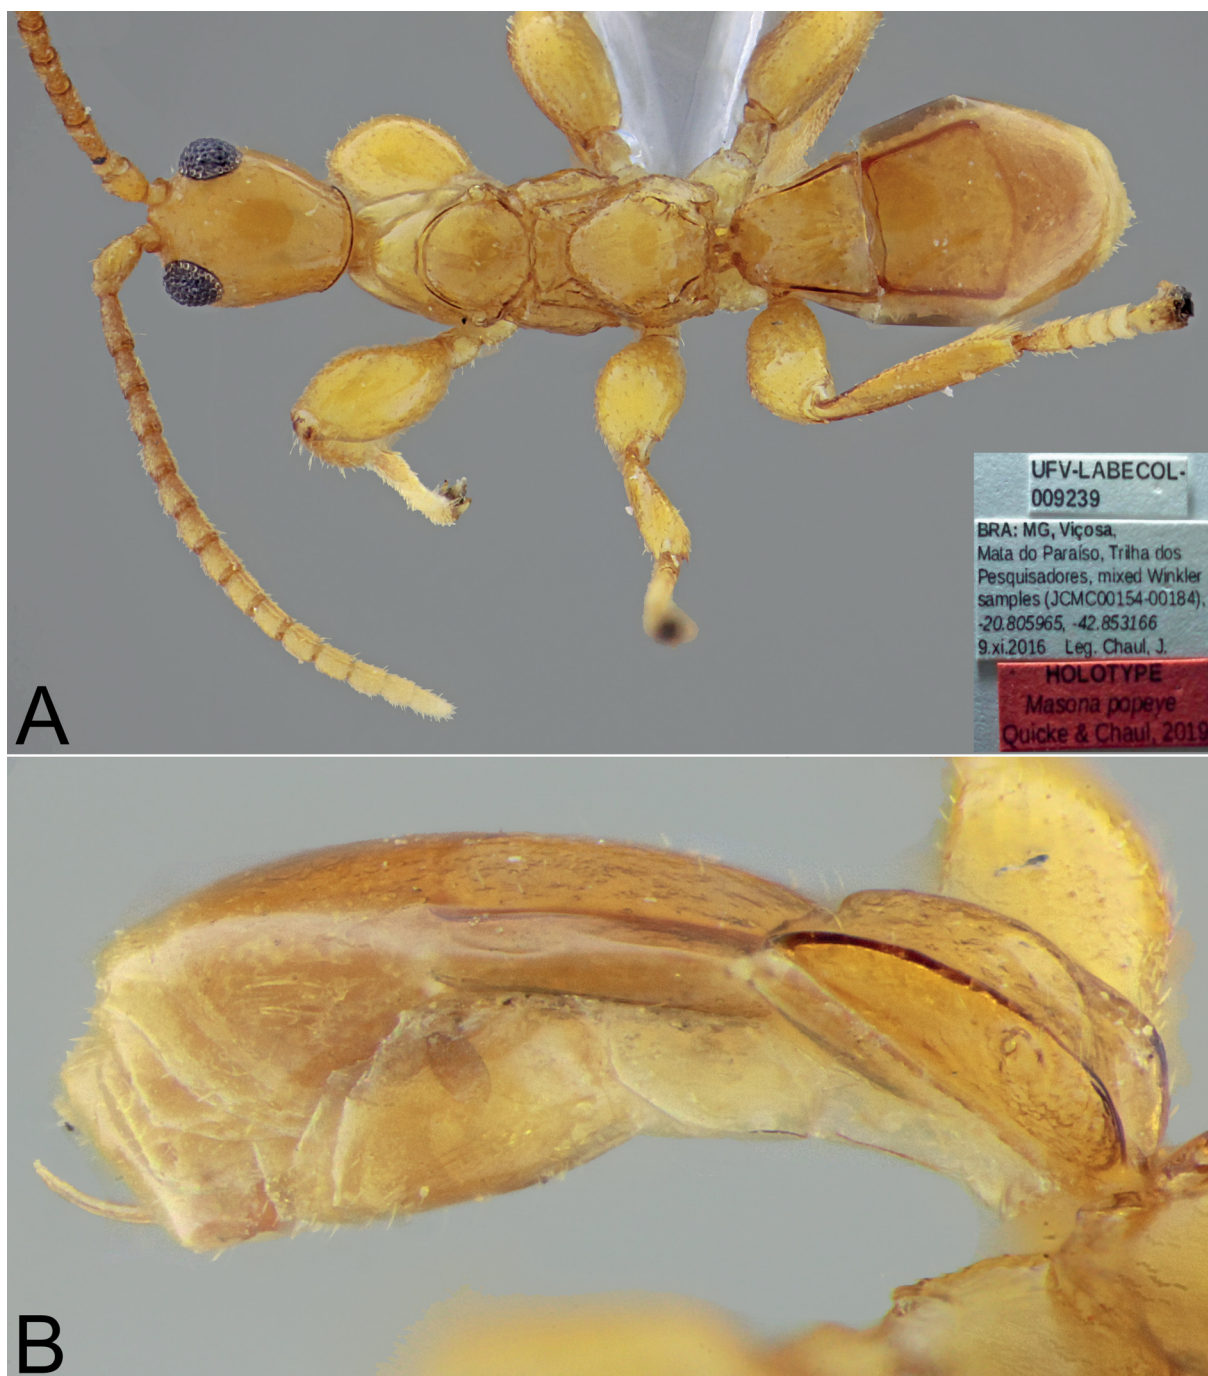 UFV-LABECOL-
009239
BRA: MG, Viçosa,
Mata do Paraíso, Trilha dos
Pesquisadores, mixed Winkler
samples (JCMC00154-00184),
-20.805965, -42.853166
9.xi.2016 Leg. Chaul, J.
HOLOTYPE
Masona popeye
Quicke & Chaul, 2019
A
B